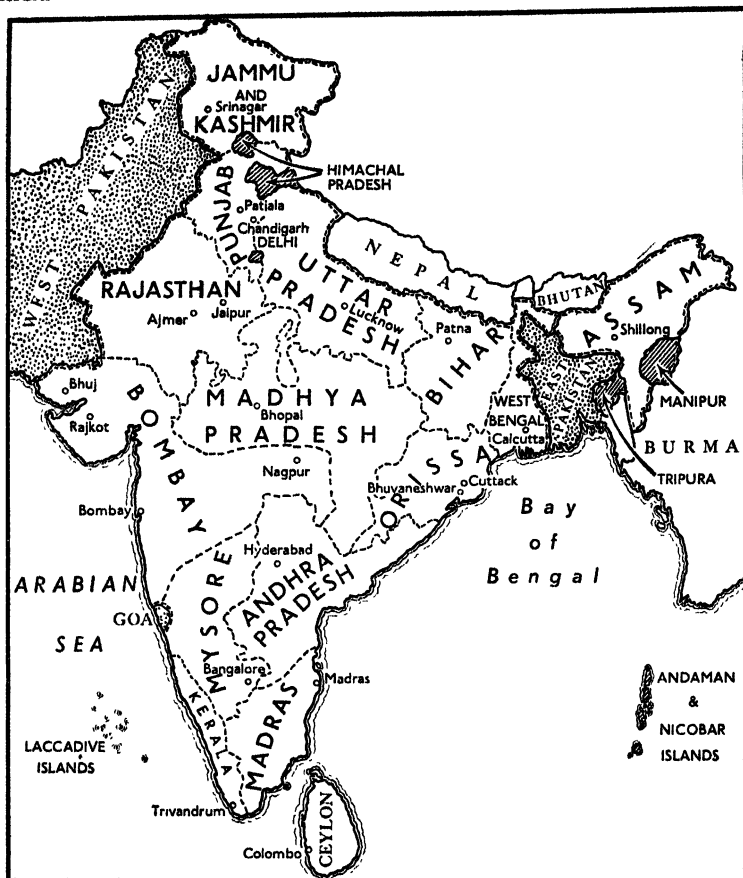 JAMMU
AND
Srinagar
KASHMIR
HIMACHAL
PRADESH
WEST PAKISTAN
PUNJAB
Patiala
Chandigarh
DELHI
NEPAL
BHUTAN
ASSAM
Shillong
RAJASTHAN
Ajmer
Jaipur
UTTAR
PRADESH
Lucknow
Patna
BIHAR
EAST
PAKISTAN
MANIPUR
Bhuj
Rajkot
BOMBAY
MADHYA
Bhopal
PRADESH
Nagpur
WEST
BENGAL
Calcutta
BURMA
TRIPURA
ORISSA
Bhuyaneshwar
Cuttack
Bombay
Bay
of
Bengal
Hyderabad
ANDHRA
PRADESH
ARABIAN
SEA
GOA
MYSORE
Bangalore
Madras
KERALA
MADRAS
ANDAMAN
&
NICOBAR
ISLANDS
LACCADIVE
ISLANDS
Trivandrum
Colombo
CEYLON